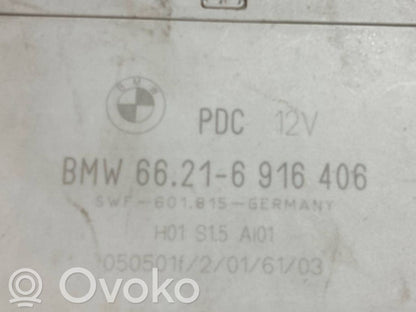 BMW
PDC 12V
BMW 66.21-6 916 406
SWF-601.815-GERMANY
H01 S1.5 AI01
/2/01/61/03
Ovoko